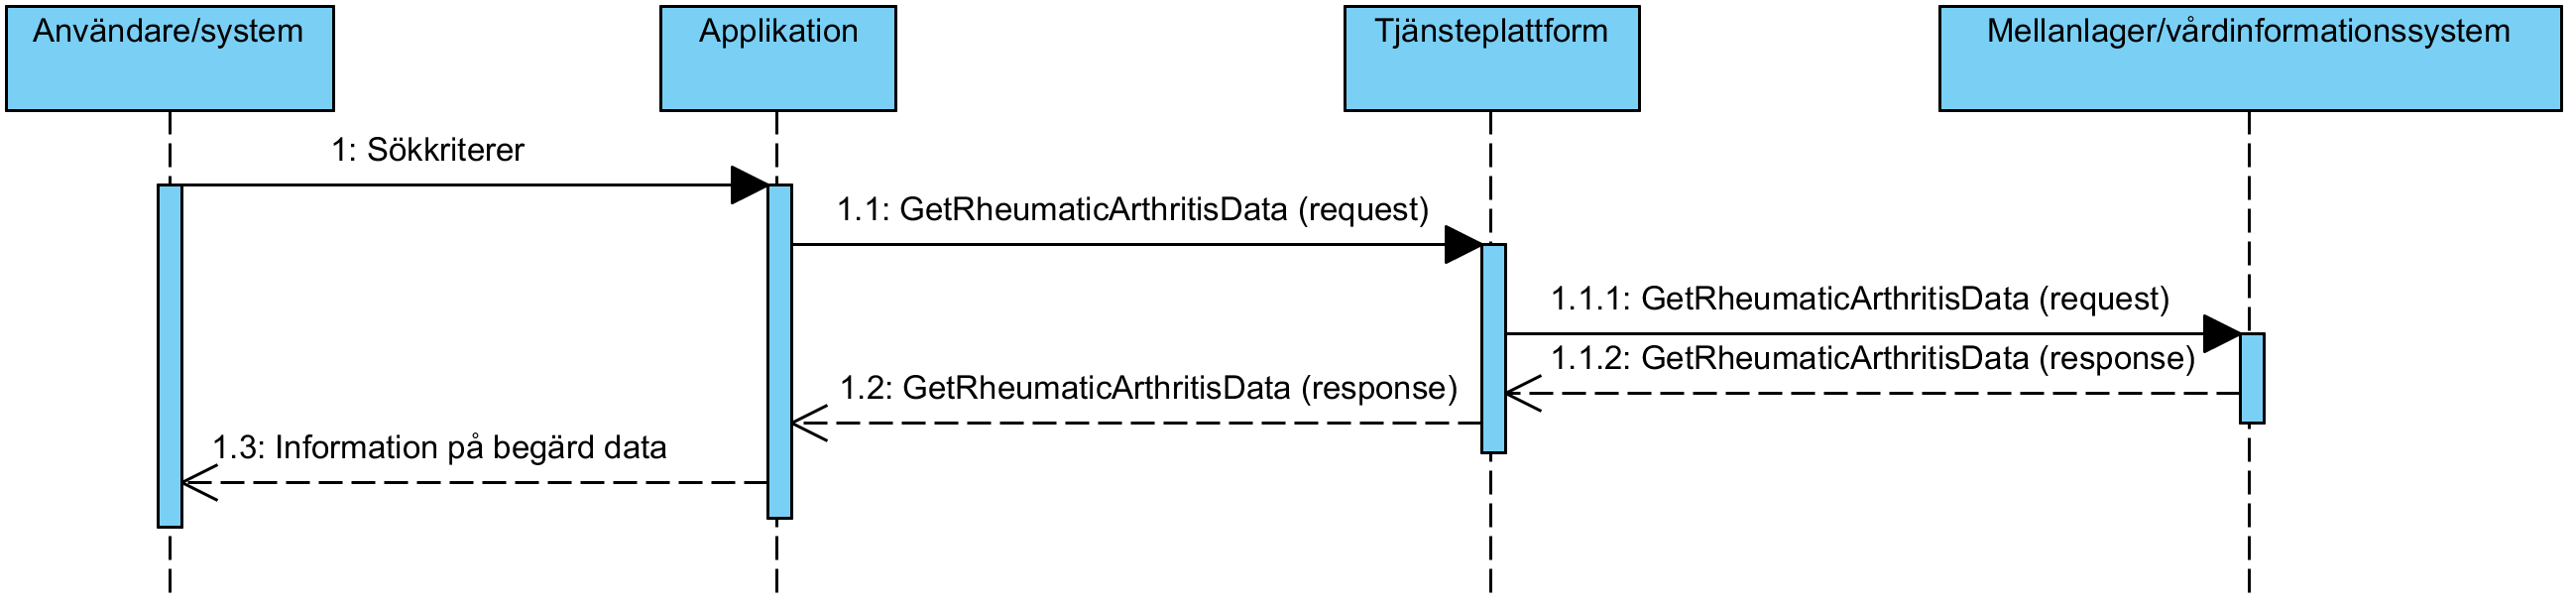 Användare/system
Applikation
Tjänsteplattform
Mellanlager/vårdinformationssystem
1: Sökkriterer
1.1: GetRheumaticArthritisData (request)
1.1.1: GetRheumaticArthritisData (request)
1.1.2: GetRheumaticArthritisData (response)
1.2: GetRheumaticArthritisData (response)
1.3: Information på begärd data